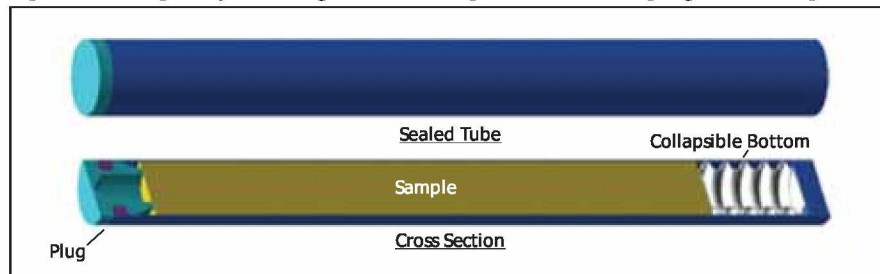 Sealed Tube
Collapsible Bottom
Sample
Plug
Cross Section